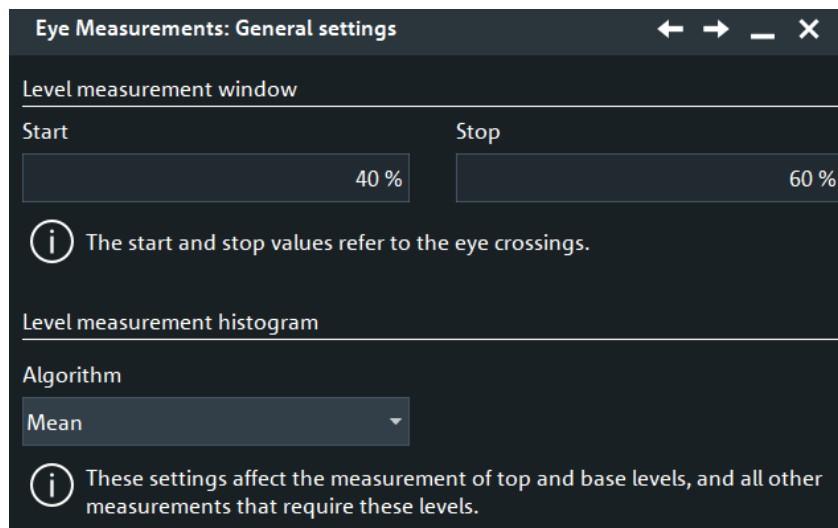 Eye Measurements: General settings
Level measurement window
Start Stop
40 % 60 %
The start and stop values refer to the eye crossings.
Level measurement histogram
Algorithm
Mean
These settings affect the measurement of top and base levels, and all other
measurements that require these levels.